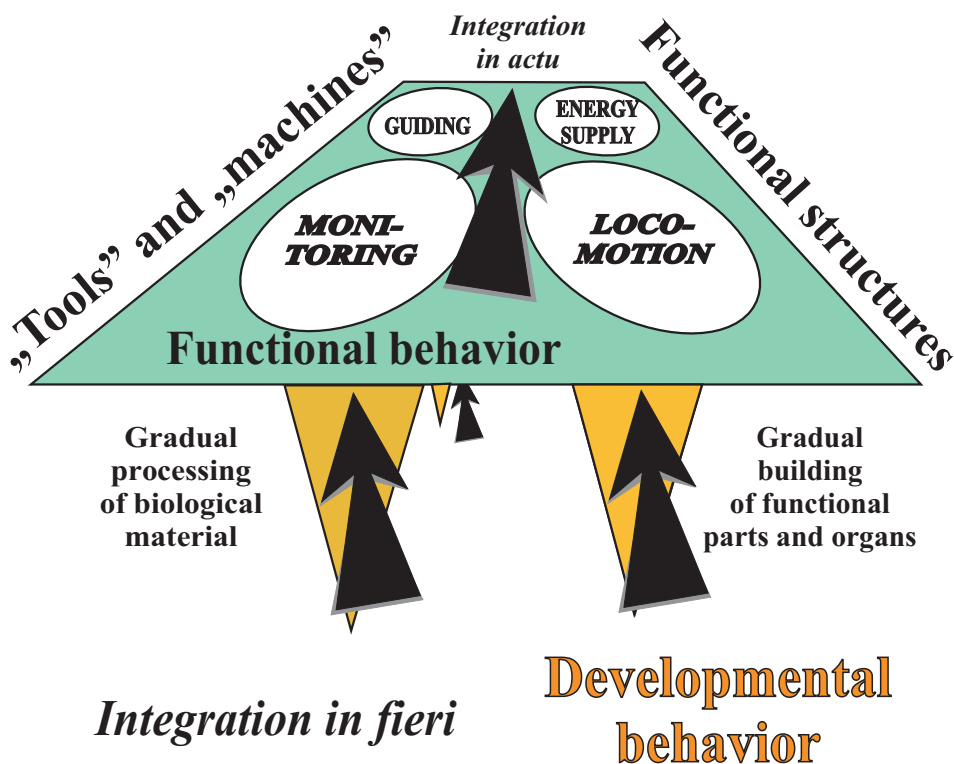 Integration
in actu
„Tools” and „machines”
Functional structures
GUIDING
ENERGY
SUPPLY
MONI-
TORING
LOCO-
MOTION
Functional behavior
Gradual
processing
of biological
material
Gradual
building
of functional
parts and organs
Integration in fieri
Developmental
behavior